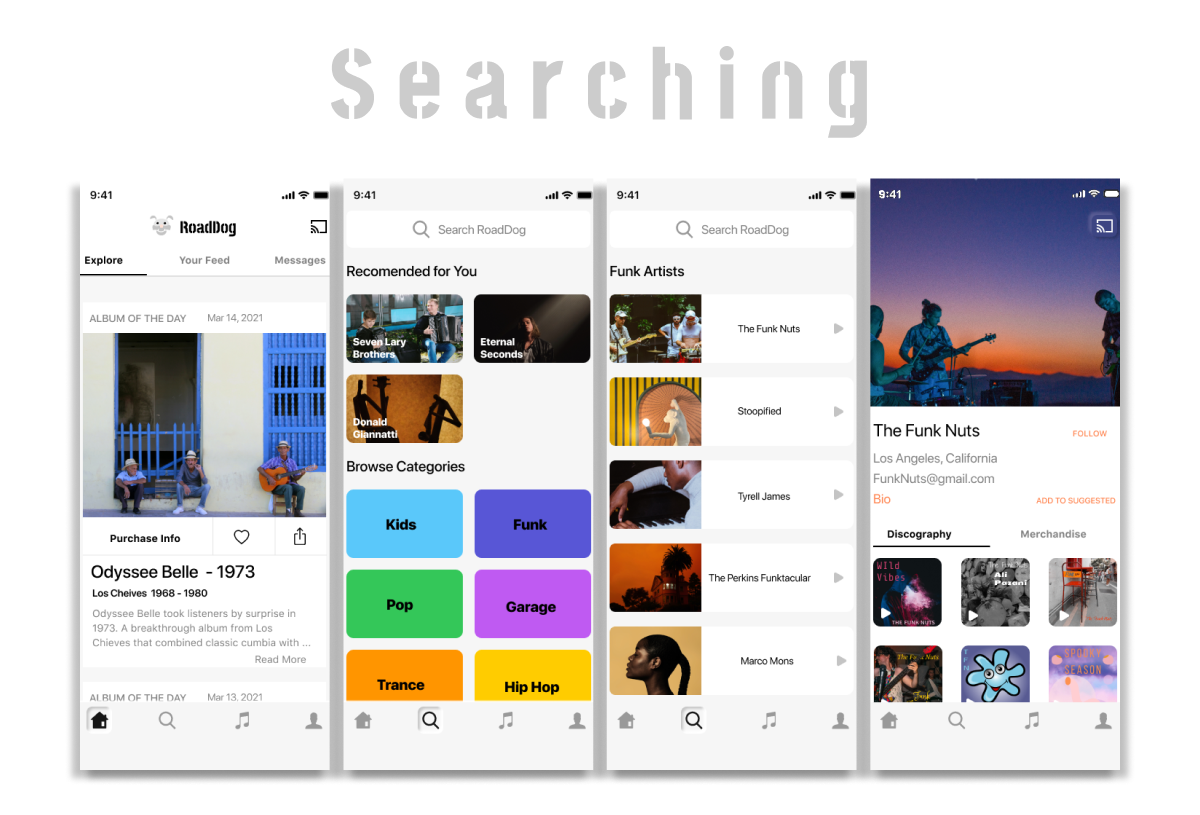 Searching
9:41
RoadDog
Explore Your Feed Messages
ALBUM OF THE DAY Mar 14, 2021
Purchase Info
Odyssee Belle - 1973
Los Cheives 1968 - 1980
Odyssee Belle took listeners by surprise in
1973. A breakthrough album from Los
Chieves that combined classic cumbia with ...
Read More
ALBUM OF THE DAY Mar 13, 2021
9:41
Search RoadDog
Recomended for You
Seven Lary
Brothers
Eternal
Seconds
Donald
Giannatti
Browse Categories
Kids
Funk
Pop
Garage
Trance
Hip Hop
9:41
Search RoadDog
Funk Artists
The Funk Nuts
Stoopified
Tyrell James
The Perkins Funktacular
Marco Mons
9:41
The Funk Nuts
FOLLOW
Los Angeles, California
FunkNuts@gmail.com
Bio
ADD TO SUGGESTED
Discography Merchandise
WIld
Vibes
THE FUNK NUTS
The Funk Nuts
Ali
Pazani
The Funk Nuts
Funk
SPOOKY
SEASON